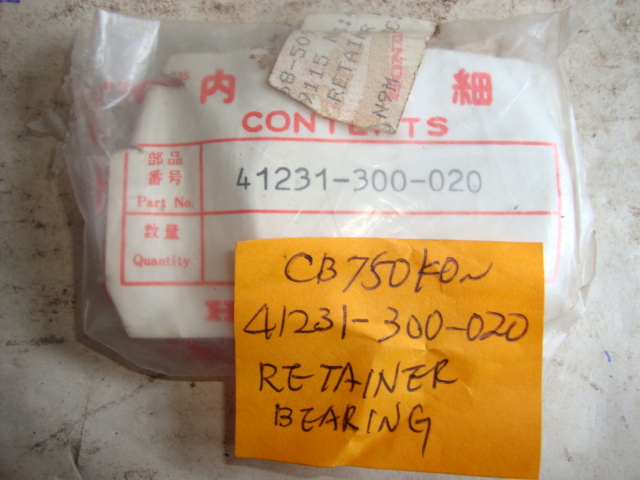 内 細
CONTENTS
部品
番号
Part No.
41231-300-020
数量
Quantity
RETAINER
CB750K0~
41231-300-020
RETAINER
BEARING